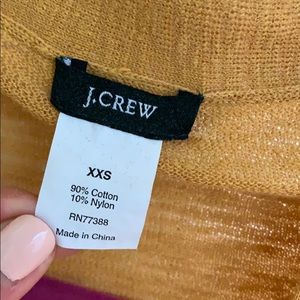 J.CREW
XXS
90% Cotton
10% Nylon
RN77388
Made in China